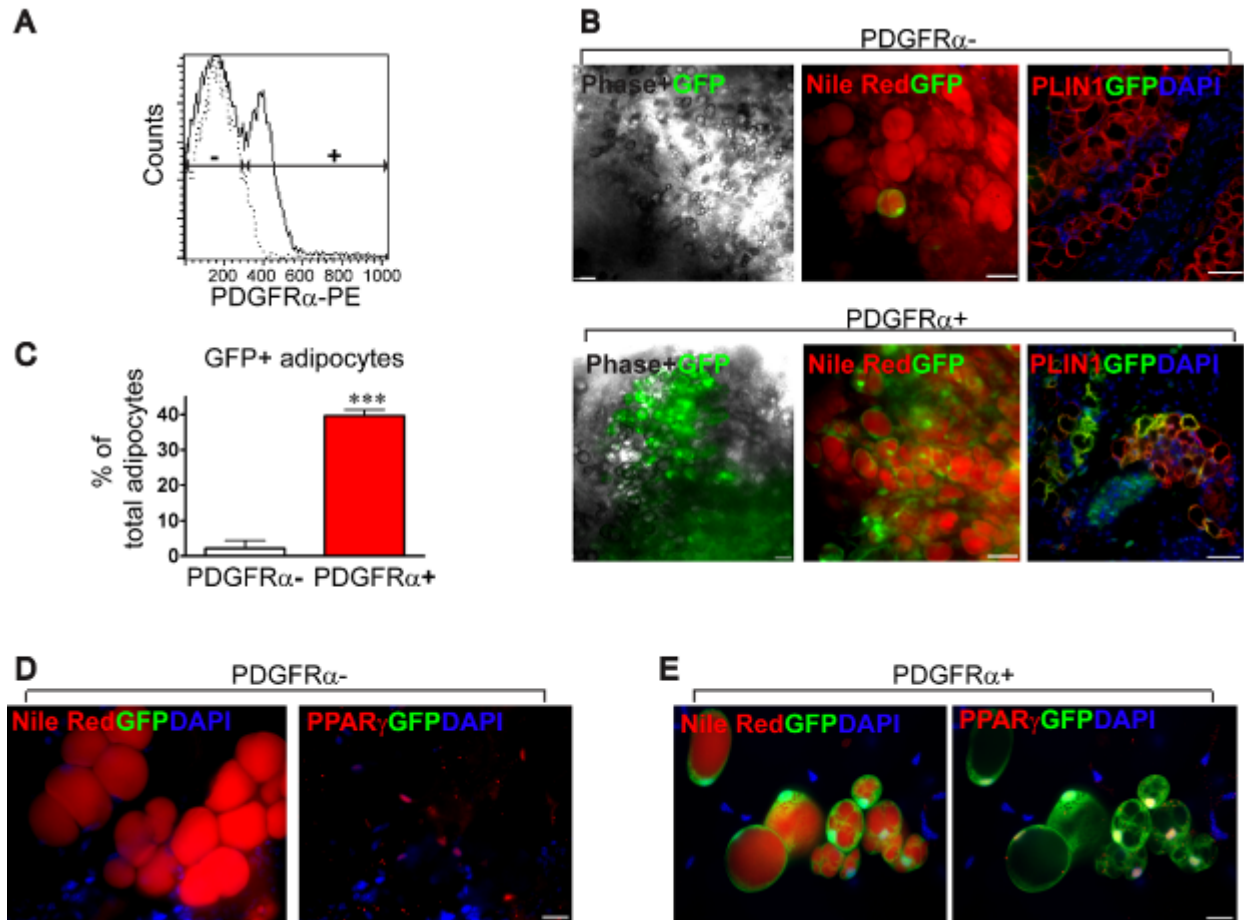 A
Counts
-
+
200 400 600 800 1000
PDGFRα-PE
B
PDGFRα-
Phase+GFP
Nile RedGFP
PLIN1GFPDAPI
PDGFRα+
Phase+GFP
Nile RedGFP
PLIN1GFPDAPI
C
GFP+ adipocytes
***
% of
total adipocytes
40
30
20
10
0
PDGFRα- PDGFRα+
D
PDGFRα-
Nile RedGFPDAPI
PPARγGFPDAPI
E
PDGFRα+
Nile RedGFPDAPI
PPARγGFPDAPI